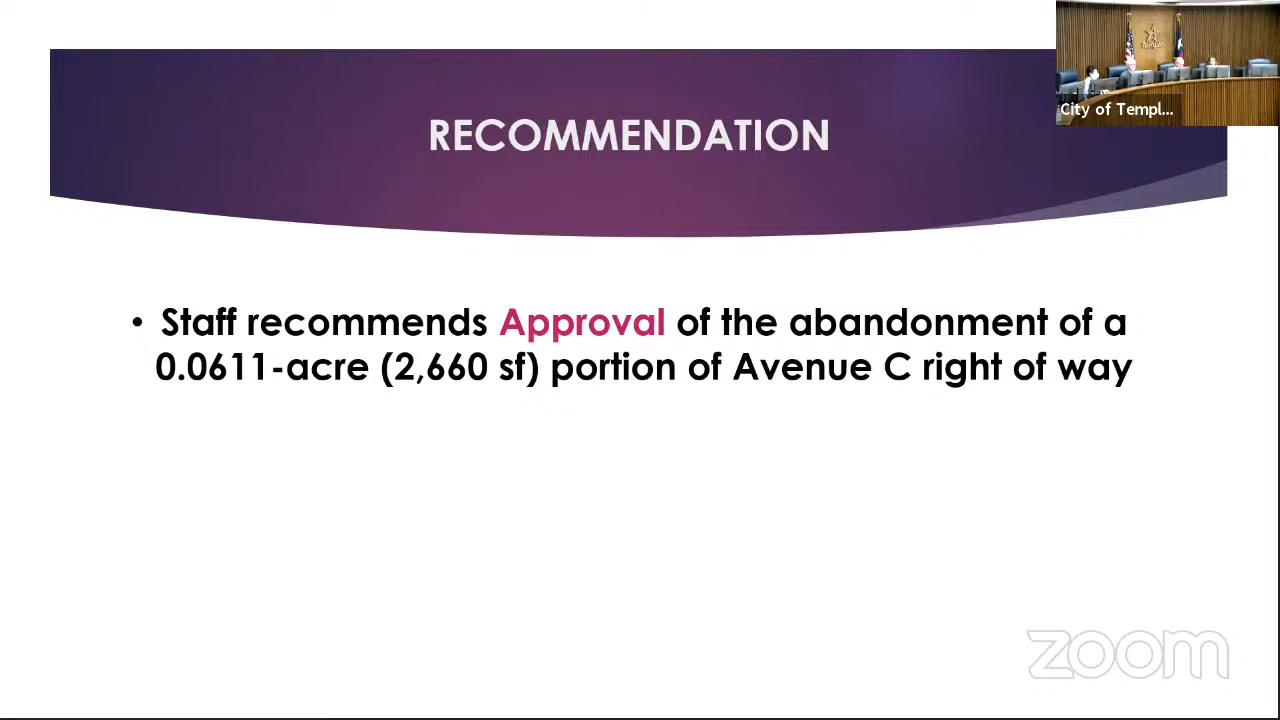 RECOMMENDATION
City of Templ...
• Staff recommends Approval of the abandonment of a
0.0611-acre (2,660 sf) portion of Avenue C right of way
zoom